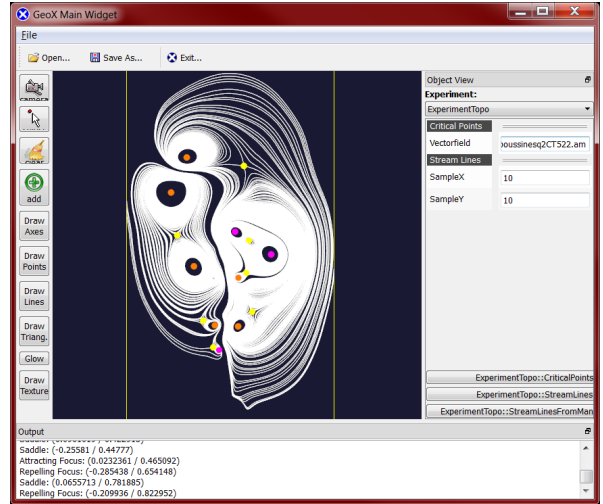 GeoX Main Widget
File
Open... Save As... Exit...
Object View
Experiment:
ExperimentTopo
Critical Points
Vectorfield oussinesq2CT522.am
Stream Lines
SampleX 10
SampleY 10
camera
clear
add
Draw Axes
Draw Points
Draw Lines
Draw Triang.
Glow
Draw Texture
ExperimentTopo::CriticalPoints
ExperimentTopo::StreamLines
ExperimentTopo::StreamLinesFromMan
Output
Saddle: (-0.25581 / 0.44777)
Attracting Focus: (0.0232361 / 0.465092)
Repelling Focus: (-0.285438 / 0.654148)
Saddle: (0.0655713 / 0.781885)
Repelling Focus: (-0.209936 / 0.822952)